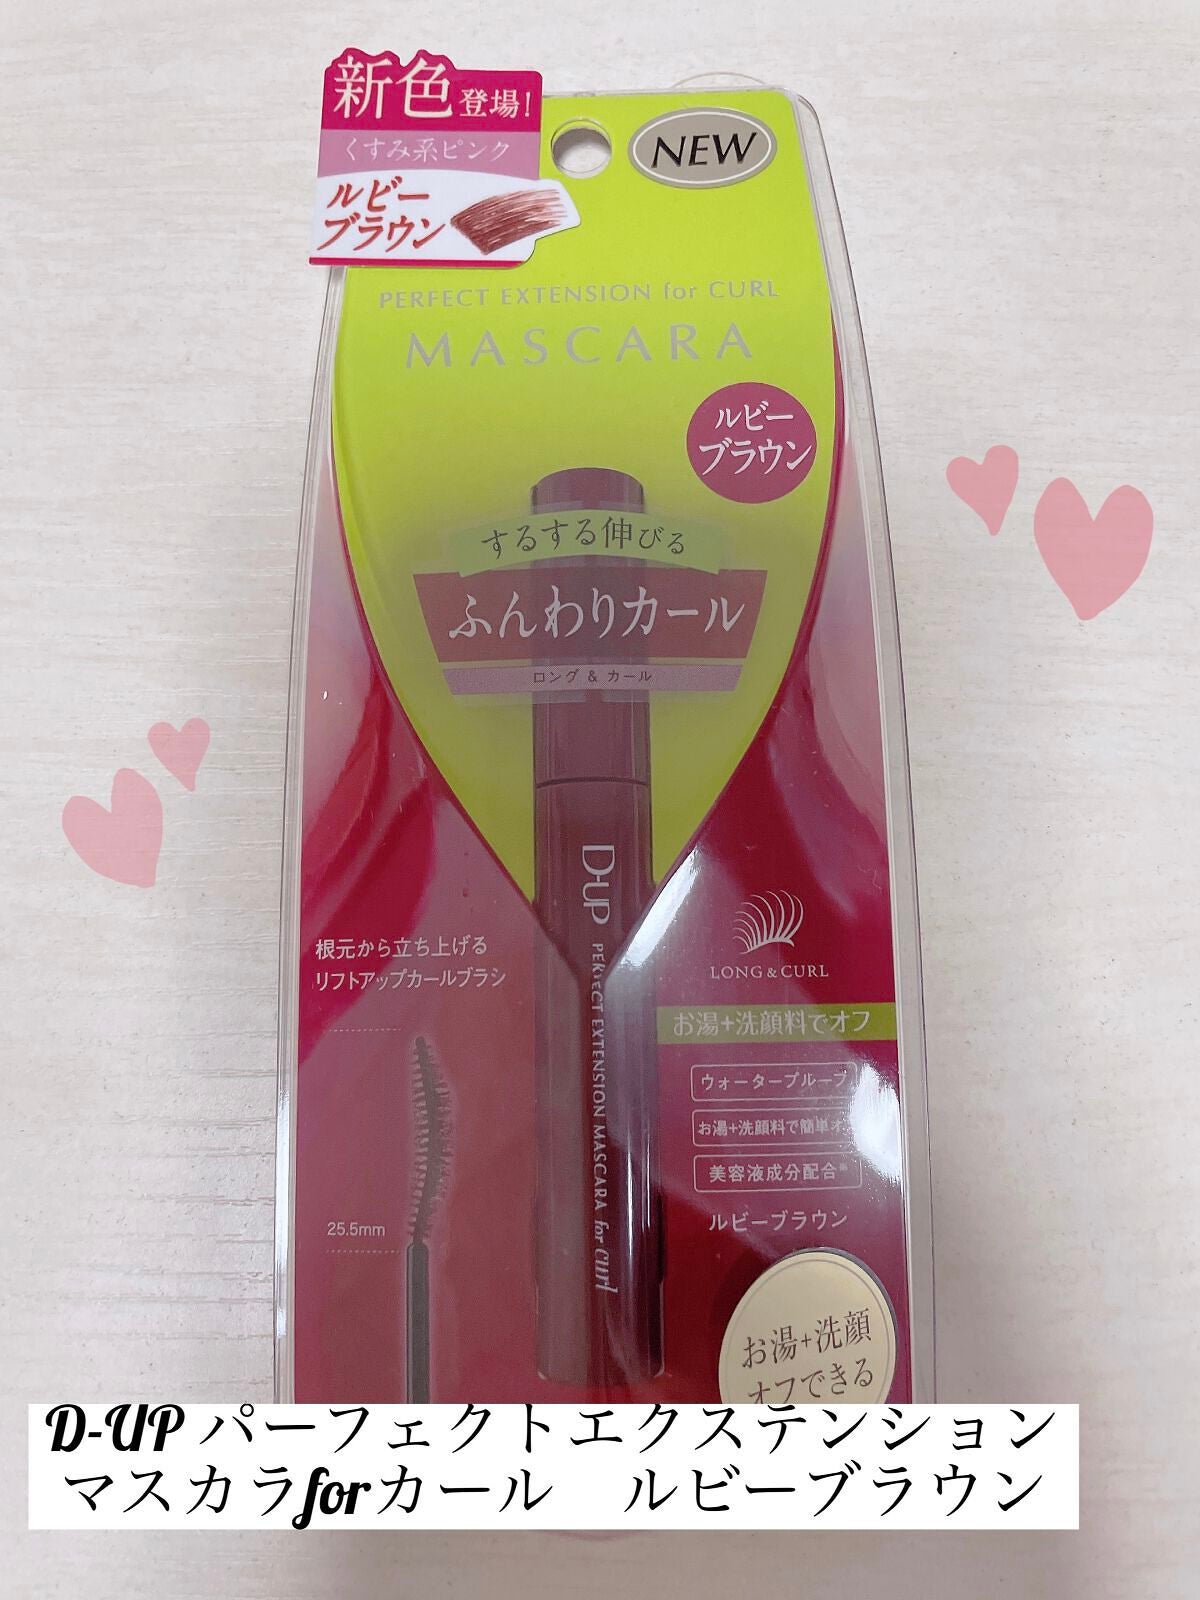 新色登場!
くすみ系ピンク
ルビー
ブラウン
NEW
PERFECT EXTENSION for CURL
MASCARA
ルビー
ブラウン
するする伸びる
ふんわりカール
ロング & カール
D-UP PERFECT EXTENSION MASCARA for curl
根元から立ち上げる
リフトアップカールブラシ
25.5mm
LONG & CURL
お湯+洗顔料でオフ
ウォータープルーフ
お湯+洗顔料で簡単オ
美容液成分配合※
ルビーブラウン
お湯+洗顔
オフできる
D-UP パーフェクトエクステンション
マスカラforカール ルビーブラウン